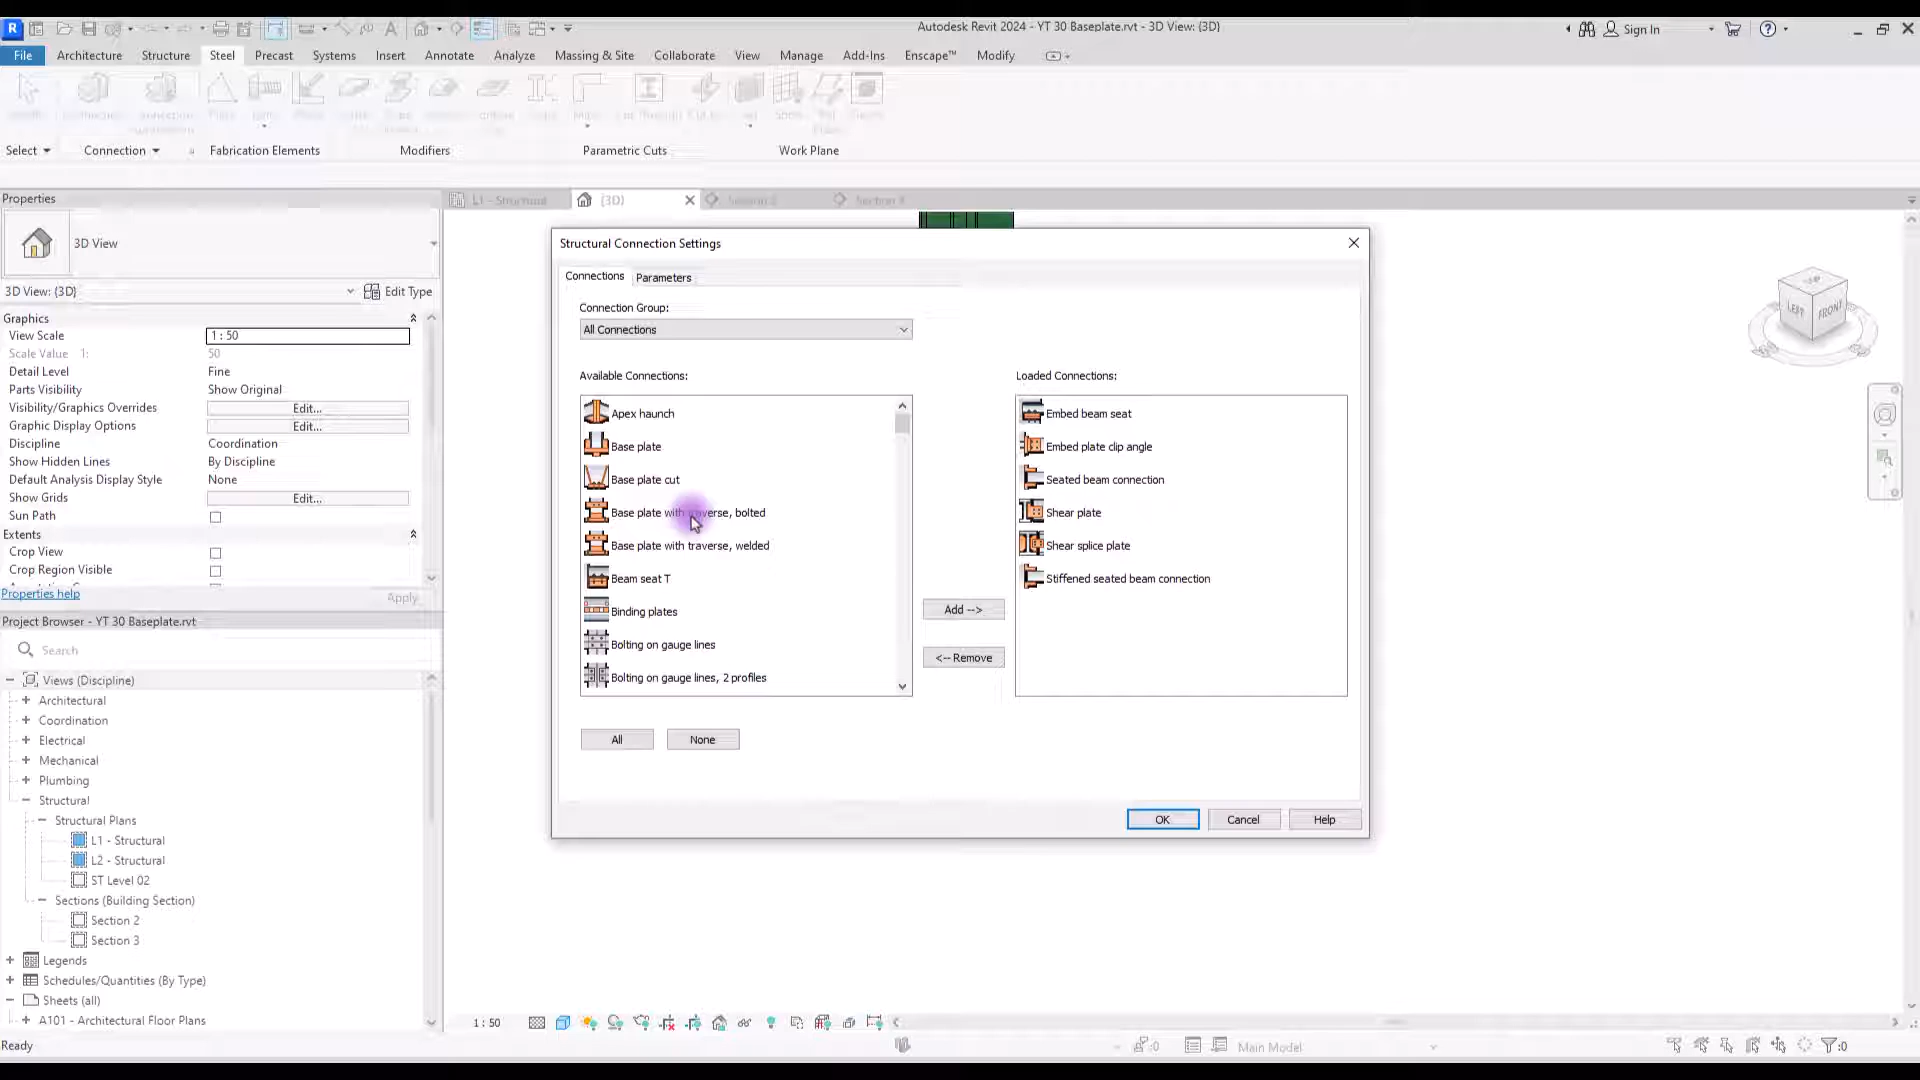 Autodesk Revit 2024 - YT 30 Baseplate.rvt - 3D View: {3D}
Sign In
File Architecture Structure Steel Precast Systems Insert Annotate Analyze Massing & Site Collaborate View Manage Add-Ins Enscape™ Modify
Select Connection Fabrication Elements Modifiers Parametric Cuts Work Plane
Properties
L1 - Structural {3D}
3D View
3D View: {3D} Edit Type
Graphics
View Scale 1 : 50
Scale Value 1: 50
Detail Level Fine
Parts Visibility Show Original
Visibility/Graphics Overrides Edit...
Graphic Display Options Edit...
Discipline Coordination
Show Hidden Lines By Discipline
Default Analysis Display Style None
Show Grids Edit...
Sun Path
Extents
Crop View
Crop Region Visible
Properties help Apply
Project Browser - YT 30 Baseplate.rvt
Search
Views (Discipline)
Architectural
Coordination
Electrical
Mechanical
Plumbing
Structural
Structural Plans
L1 - Structural
L2 - Structural
ST Level 02
Sections (Building Section)
Section 2
Section 3
Legends
Schedules/Quantities (By Type)
Sheets (all)
A101 - Architectural Floor Plans
Structural Connection Settings
Connections Parameters
Connection Group:
All Connections
Available Connections:
Apex haunch
Base plate
Base plate cut
Base plate with traverse, bolted
Base plate with traverse, welded
Beam seat T
Binding plates
Bolting on gauge lines
Bolting on gauge lines, 2 profiles
Add -->
<-- Remove
Loaded Connections:
Embed beam seat
Embed plate clip angle
Seated beam connection
Shear plate
Shear splice plate
Stiffened seated beam connection
All None
OK Cancel Help
LEFT FRONT
1 : 50
Ready
:0 Main Model :0